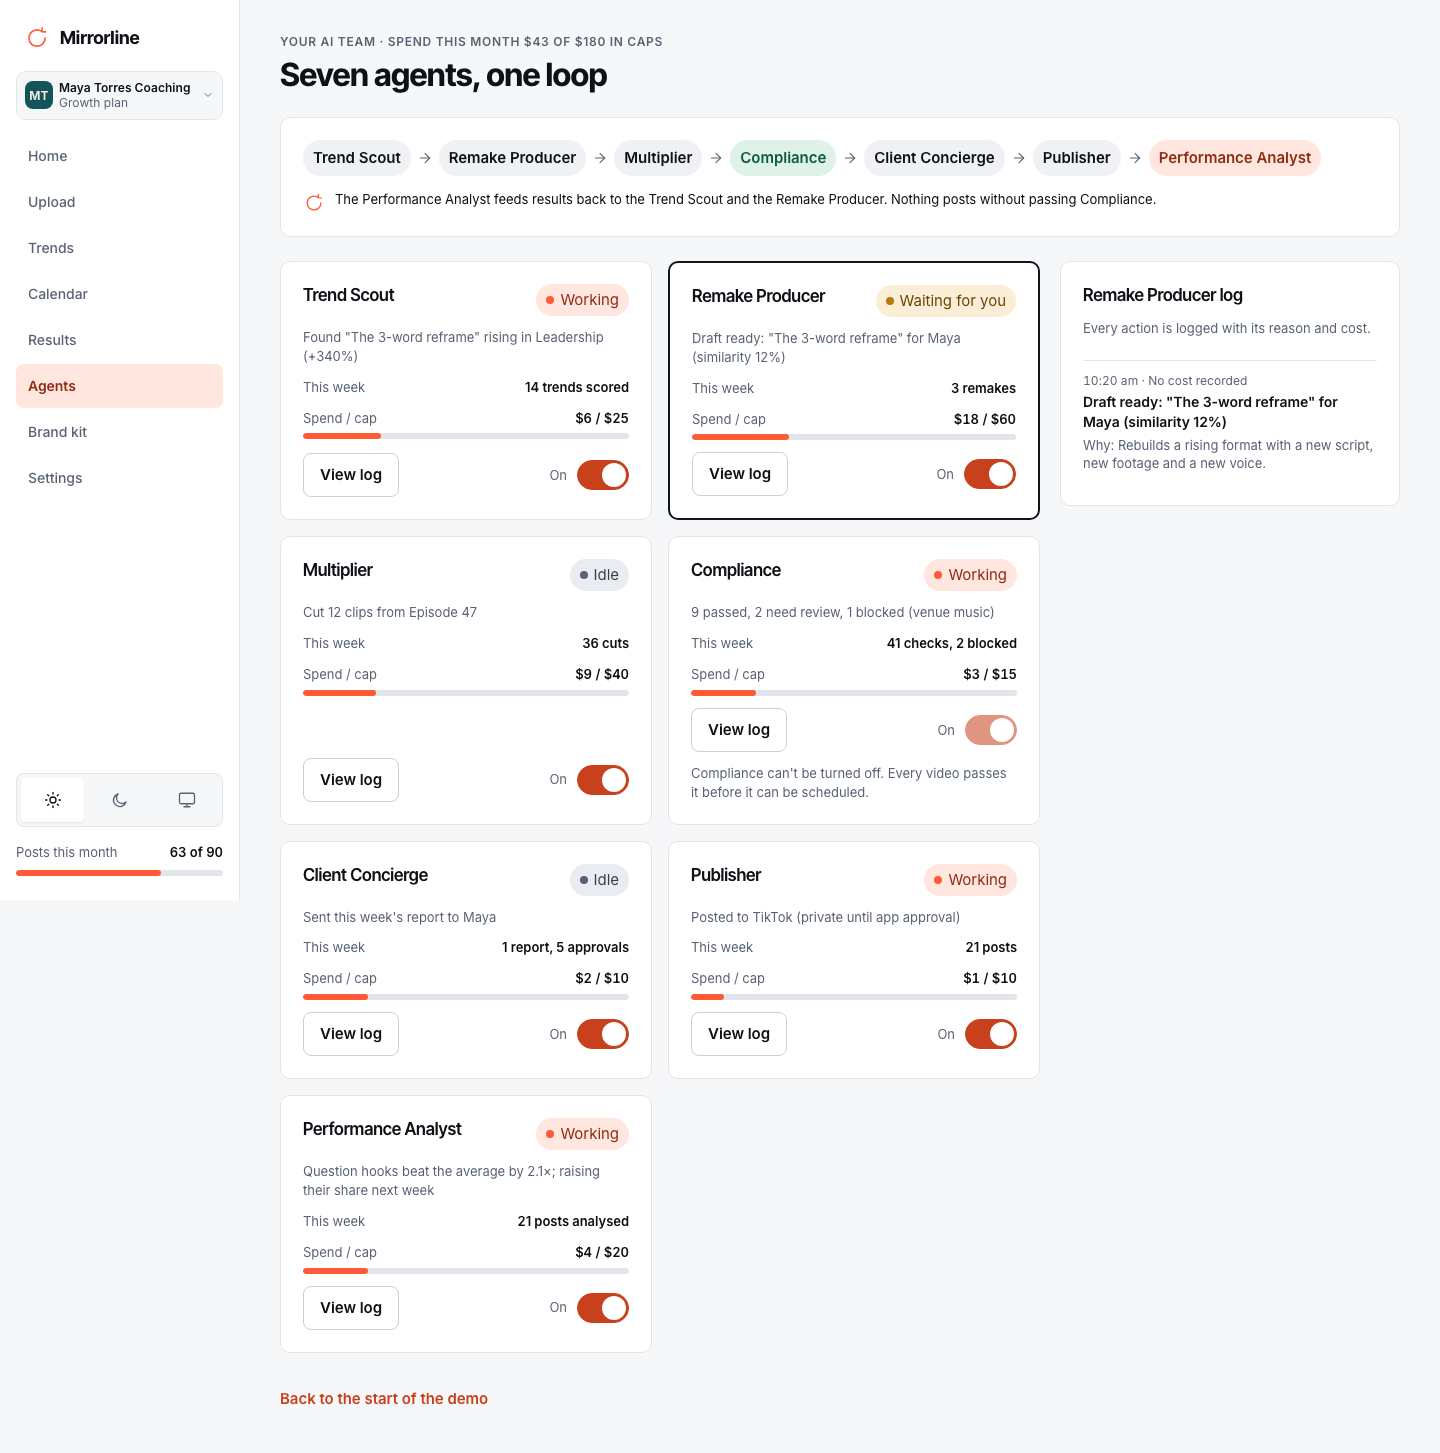 Mirrorline
MT
Maya Torres Coaching
Growth plan
Home
Upload
Trends
Calendar
Results
Agents
Brand kit
Settings
Posts this month
63 of 90
YOUR AI TEAM · SPEND THIS MONTH $43 OF $180 IN CAPS
Seven agents, one loop
Trend Scout → Remake Producer → Multiplier → Compliance → Client Concierge → Publisher → Performance Analyst
The Performance Analyst feeds results back to the Trend Scout and the Remake Producer. Nothing posts without passing Compliance.
Trend Scout
Working
Found "The 3-word reframe" rising in Leadership
(+340%)
This week
14 trends scored
Spend / cap
$6 / $25
View log
On
Remake Producer
Waiting for you
Draft ready: "The 3-word reframe" for Maya
(similarity 12%)
This week
3 remakes
Spend / cap
$18 / $60
View log
On
Remake Producer log
Every action is logged with its reason and cost.
10:20 am · No cost recorded
Draft ready: "The 3-word reframe" for
Maya (similarity 12%)
Why: Rebuilds a rising format with a new script,
new footage and a new voice.
Multiplier
Idle
Cut 12 clips from Episode 47
This week
36 cuts
Spend / cap
$9 / $40
View log
On
Compliance
Working
9 passed, 2 need review, 1 blocked (venue music)
This week
41 checks, 2 blocked
Spend / cap
$3 / $15
View log
On
Compliance can't be turned off. Every video passes
it before it can be scheduled.
Client Concierge
Idle
Sent this week's report to Maya
This week
1 report, 5 approvals
Spend / cap
$2 / $10
View log
On
Publisher
Working
Posted to TikTok (private until app approval)
This week
21 posts
Spend / cap
$1 / $10
View log
On
Performance Analyst
Working
Question hooks beat the average by 2.1×; raising
their share next week
This week
21 posts analysed
Spend / cap
$4 / $20
View log
On
Back to the start of the demo